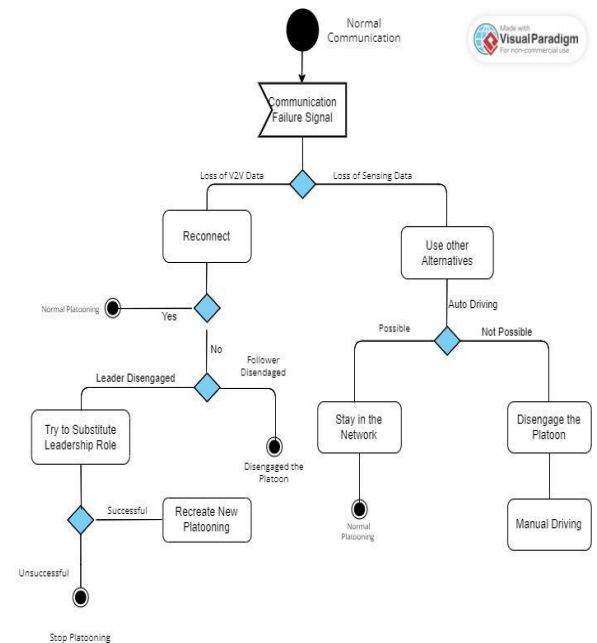 Normal
Communication
Made with
VisualParadigm
For non-commercial use
Communication
Failure Signal
Loss of V2V Data
Loss of Sensing Data
Reconnect
Use other
Alternatives
Normal Platooning
Yes
Auto Driving
Possible
Not Possible
No
Follower
Disendaged
Leader Disengaged
Try to Substitute
Leadership Role
Stay in the
Network
Disengage the
Platoon
Disengaged the
Platoon
Successful
Recreate New
Platooning
Normal
Platooning
Manual Driving
Unsuccessful
Stop Platooning